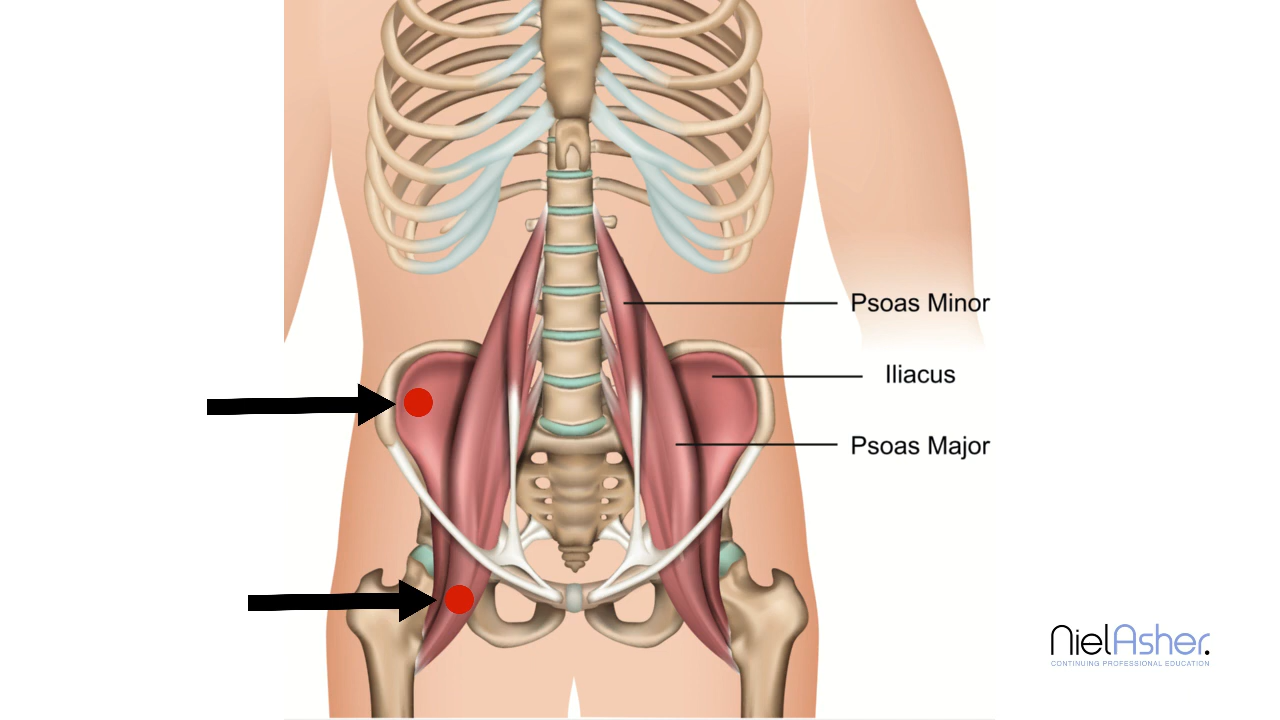 Psoas Minor
Iliacus
Psoas Major
NielAsher.
CONTINUING PROFESSIONAL EDUCATION